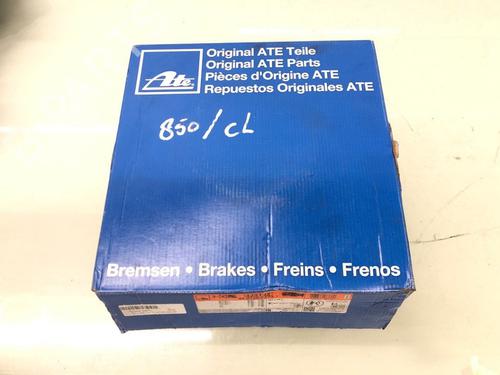 Original ATE Teile
Original ATE Parts
Pièces d'Origine ATE
Repuestos Originales ATE
Ate
850/CL
Bremsen • Brakes • Freins • Frenos